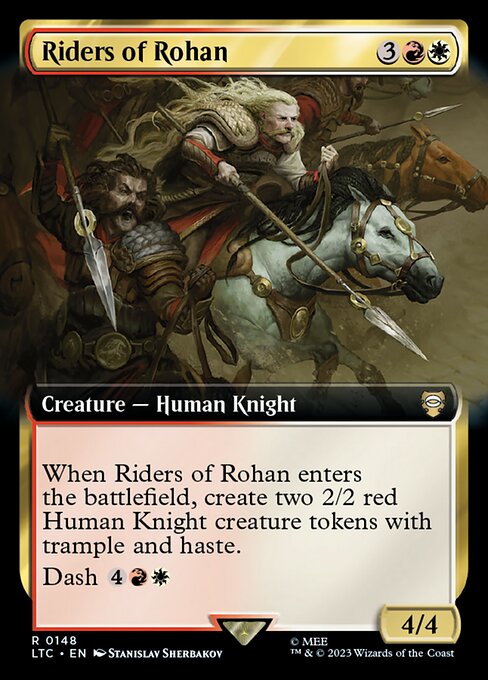 Riders of Rohan 3
Creature — Human Knight
When Riders of Rohan enters
the battlefield, create two 2/2 red
Human Knight creature tokens with
trample and haste.
Dash 4
4/4
R 0148
LTC • EN Stanislav Sherbakov
© MEE
™ & © 2023 Wizards of the Coast